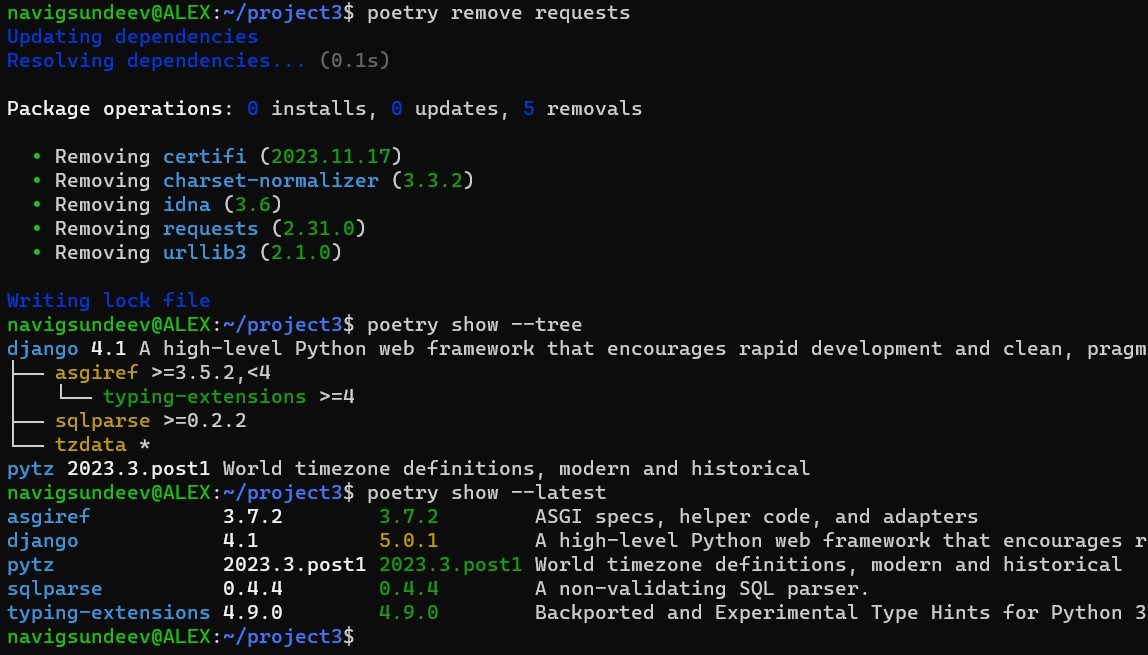 navigsundeev@ALEX:~/project3$ poetry remove requests
Updating dependencies
Resolving dependencies... (0.1s)
Package operations: 0 installs, 0 updates, 5 removals
• Removing certifi (2023.11.17)
• Removing charset-normalizer (3.3.2)
• Removing idna (3.6)
• Removing requests (2.31.0)
• Removing urllib3 (2.1.0)
Writing lock file
navigsundeev@ALEX:~/project3$ poetry show --tree
django 4.1 A high-level Python web framework that encourages rapid development and clean, pragm
├── asgiref >=3.5.2,<4
│   └── typing-extensions >=4
├── sqlparse >=0.2.2
└── tzdata *
pytz 2023.3.post1 World timezone definitions, modern and historical
navigsundeev@ALEX:~/project3$ poetry show --latest
asgiref           3.7.2        3.7.2        ASGI specs, helper code, and adapters
django            4.1          5.0.1        A high-level Python web framework that encourages r
pytz              2023.3.post1 2023.3.post1 World timezone definitions, modern and historical
sqlparse          0.4.4        0.4.4        A non-validating SQL parser.
typing-extensions 4.9.0        4.9.0        Backported and Experimental Type Hints for Python 3
navigsundeev@ALEX:~/project3$